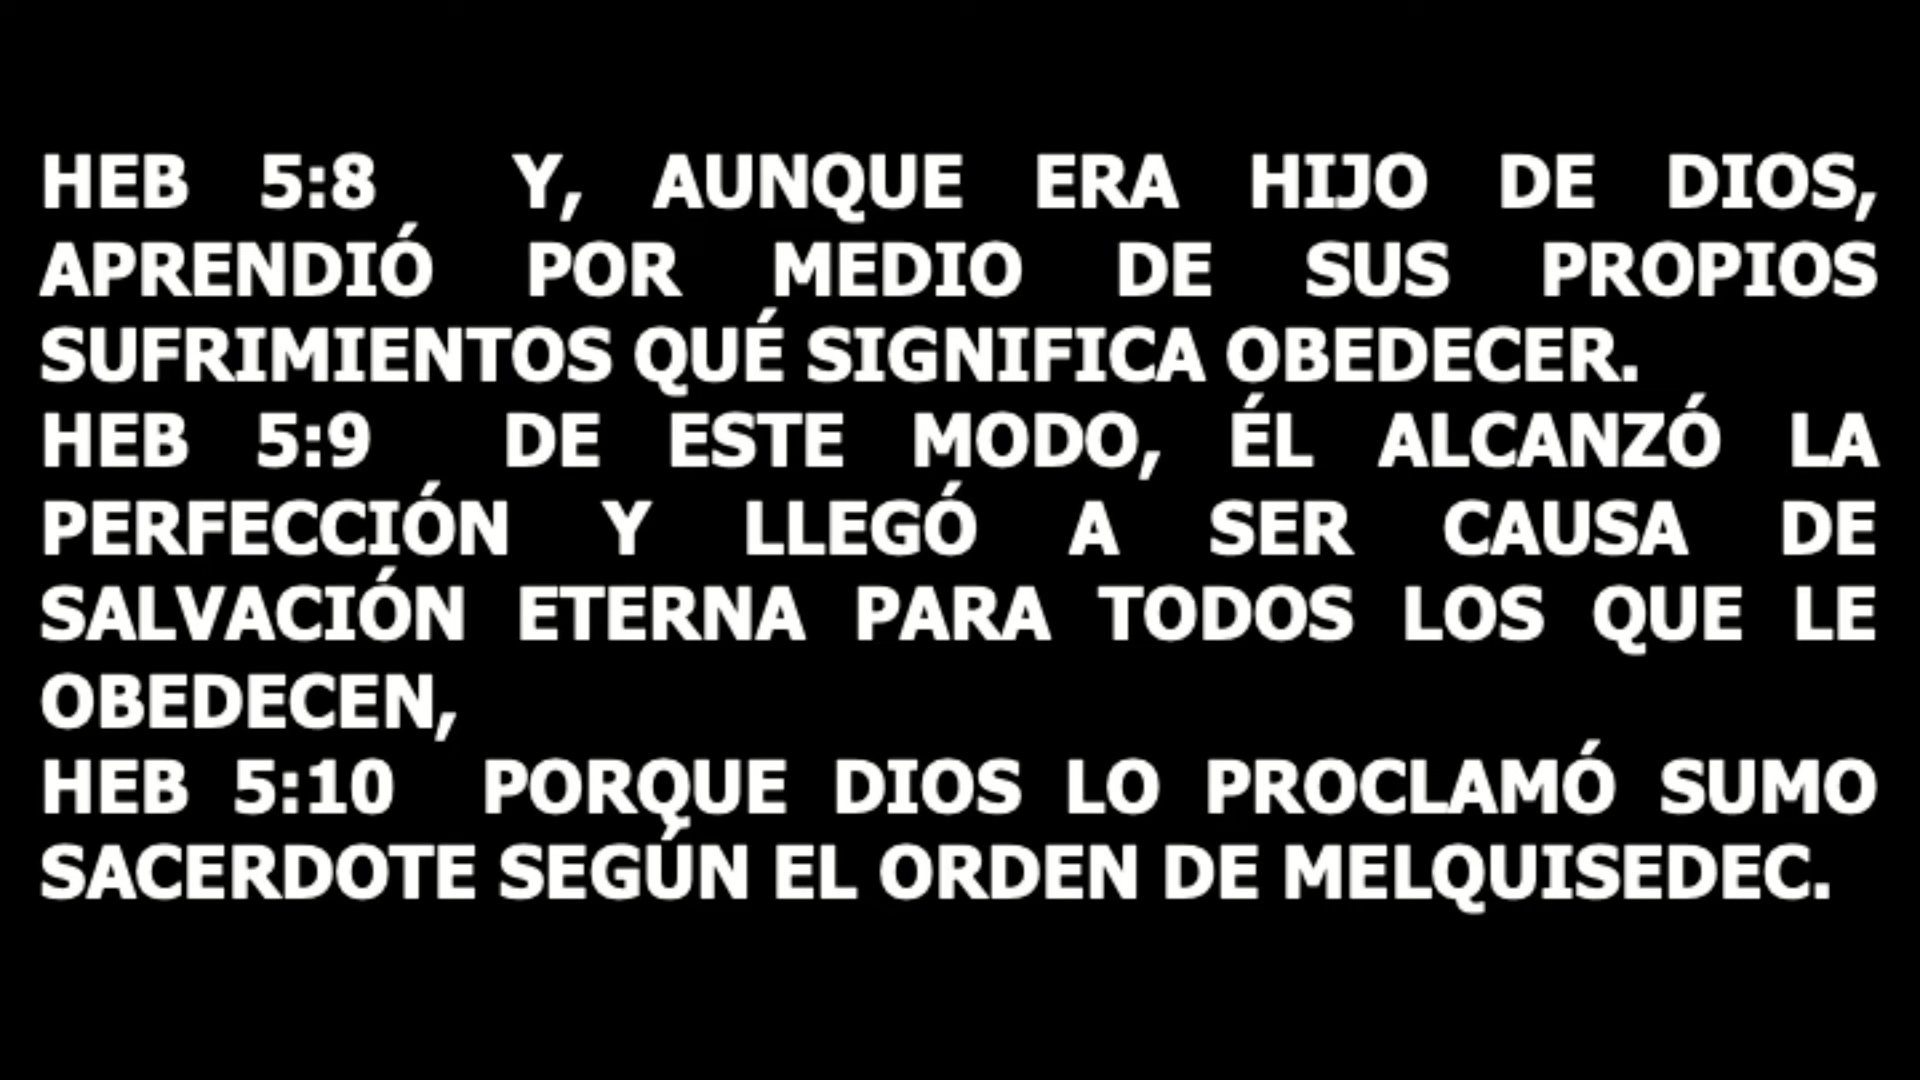 HEB 5:8 Y, AUNQUE ERA HIJO DE DIOS,
APRENDIÓ POR MEDIO DE SUS PROPIOS
SUFRIMIENTOS QUÉ SIGNIFICA OBEDECER.
HEB 5:9 DE ESTE MODO, ÉL ALCANZÓ LA
PERFECCIÓN Y LLEGÓ A SER CAUSA DE
SALVACIÓN ETERNA PARA TODOS LOS QUE LE
OBEDECEN,
HEB 5:10 PORQUE DIOS LO PROCLAMÓ SUMO
SACERDOTE SEGÚN EL ORDEN DE MELQUISEDEC.